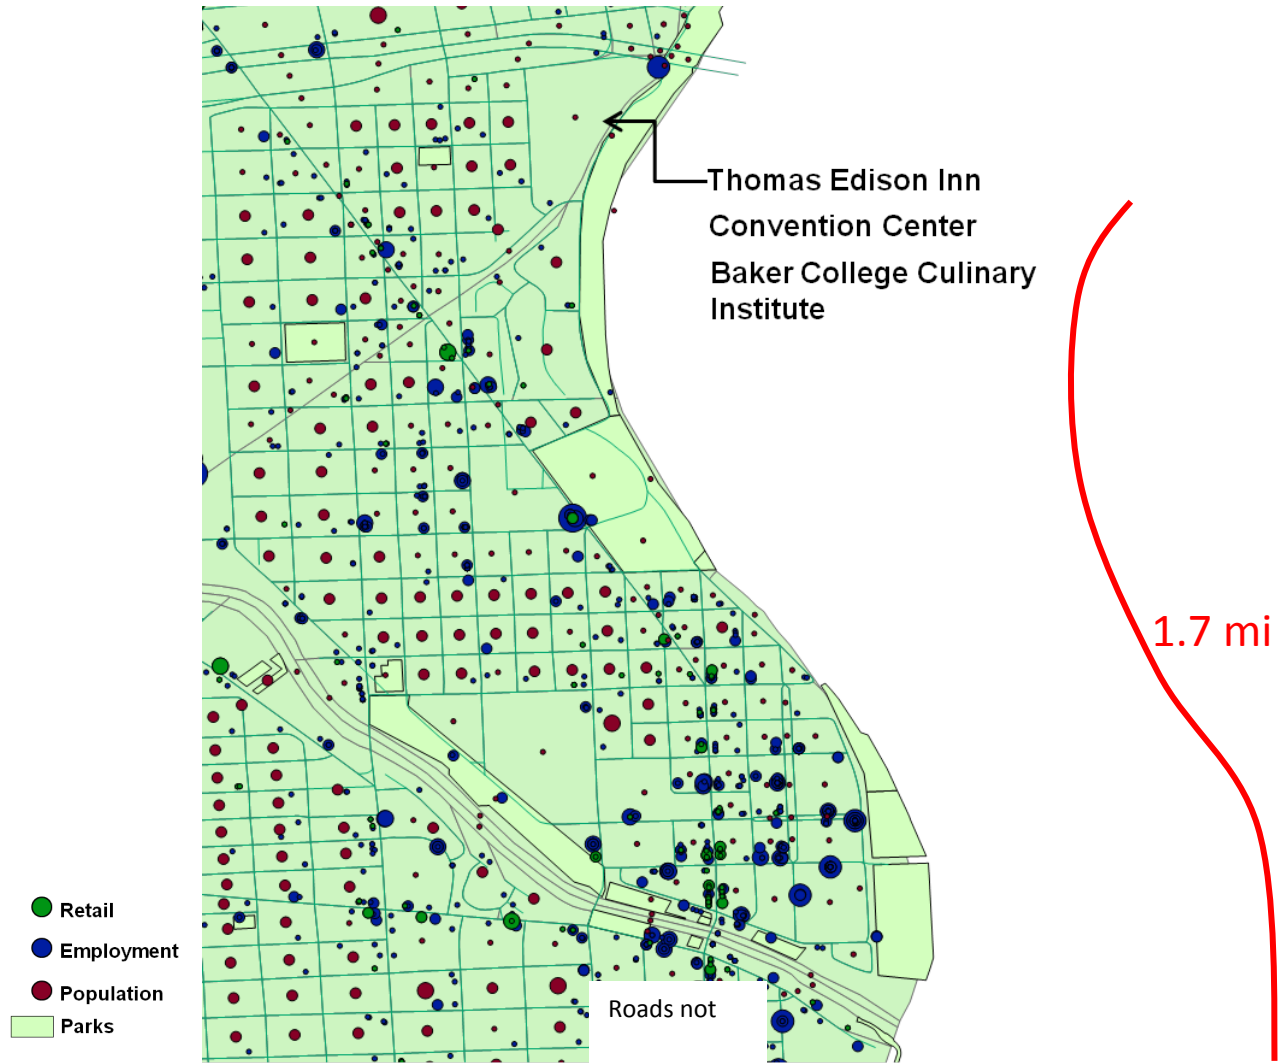 Thomas Edison Inn
Convention Center
Baker College Culinary
Institute
1.7 mi
Retail
Employment
Population
Parks
Roads not